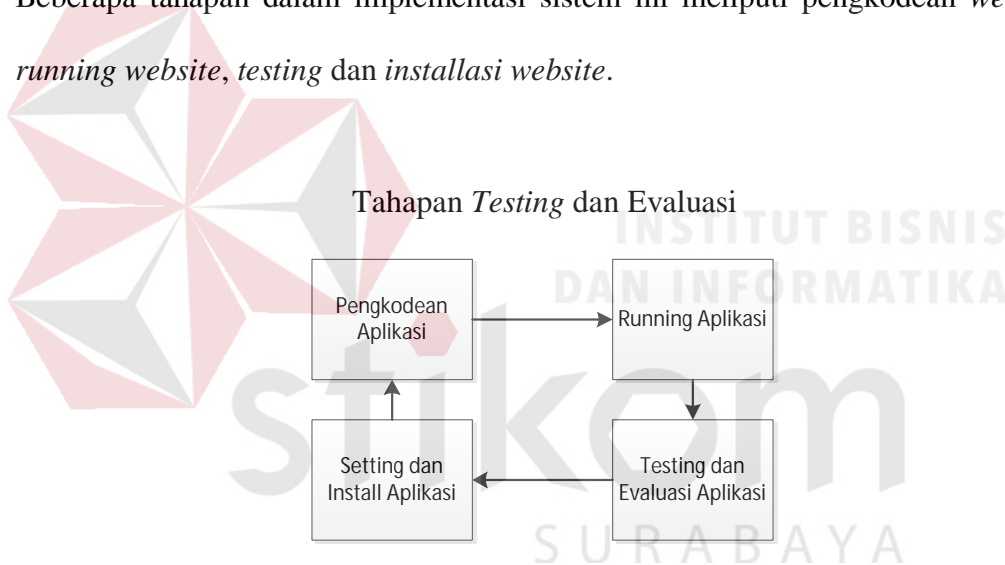 Beberapa tahapan dalam implementasi sistem ini meliputi pengkodean
running website, testing dan installasi website.
Tahapan Testing dan Evaluasi
INSTITUT BISNIS
DAN INFORMATIKA
stikom
SURABAYA
Pengkodean
Aplikasi
Running Aplikasi
Setting dan
Install Aplikasi
Testing dan
Evaluasi Aplikasi